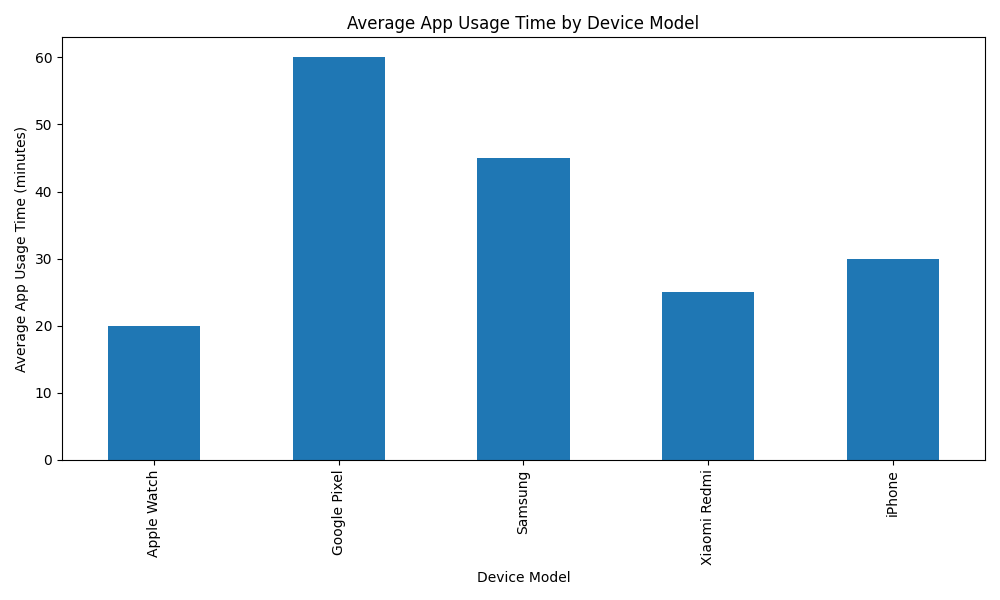 Average App Usage Time by Device Model
Average App Usage Time (minutes)
60
50
40
30
20
10
0
Apple Watch
Google Pixel
Samsung
Xiaomi Redmi
iPhone
Device Model